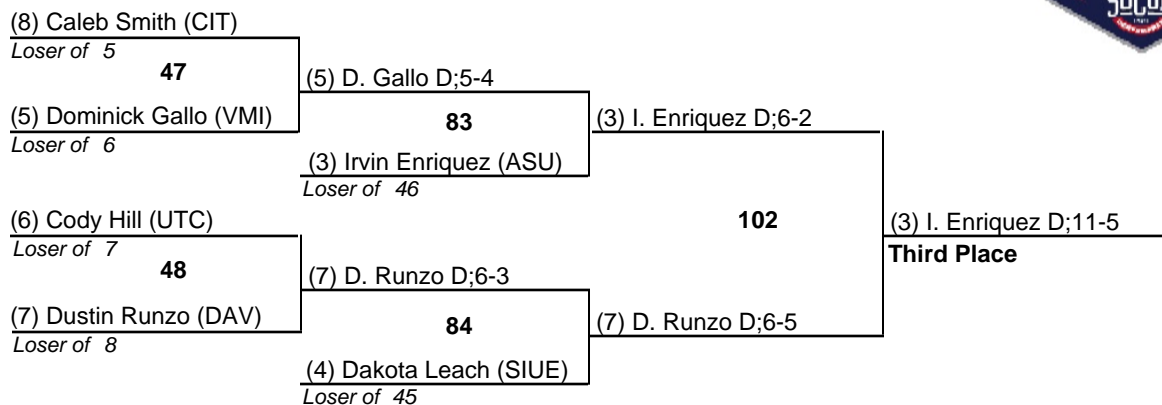 (8) Caleb Smith (CIT)
Loser of 5
47
(5) D. Gallo D;5-4
(5) Dominick Gallo (VMI)
Loser of 6
83
(3) I. Enriquez D;6-2
(3) Irvin Enriquez (ASU)
Loser of 46
(6) Cody Hill (UTC)
Loser of 7
102
(3) I. Enriquez D;11-5
Third Place
48
(7) D. Runzo D;6-3
(7) Dustin Runzo (DAV)
Loser of 8
84
(7) D. Runzo D;6-5
(4) Dakota Leach (SIUE)
Loser of 45